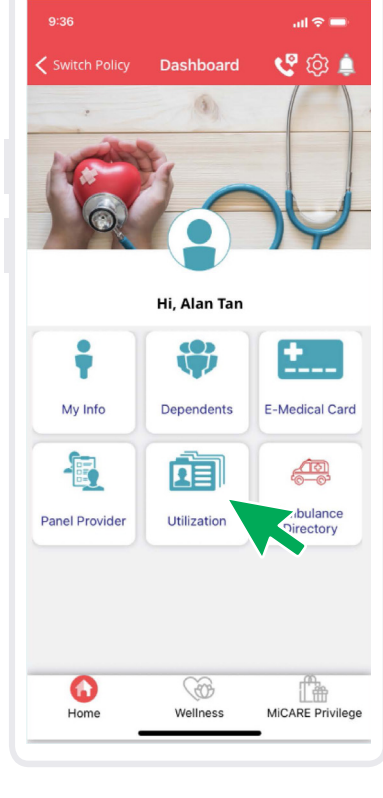 9:36
Switch Policy Dashboard
Hi, Alan Tan
My Info Dependents E-Medical Card
Panel Provider Utilization
Directory
Home Wellness MiCARE Privilege